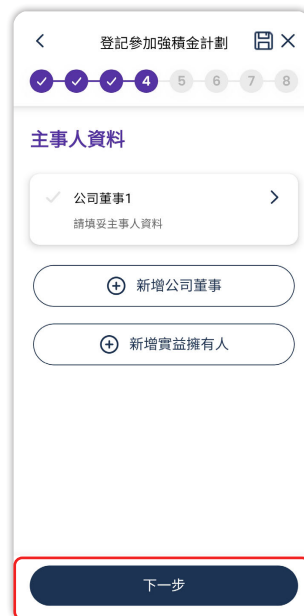 登記參加強積金計劃
4 5 6 7 8
主事人資料
公司董事1
請填妥主事人資料
新增公司董事
新增實益擁有人
下一步